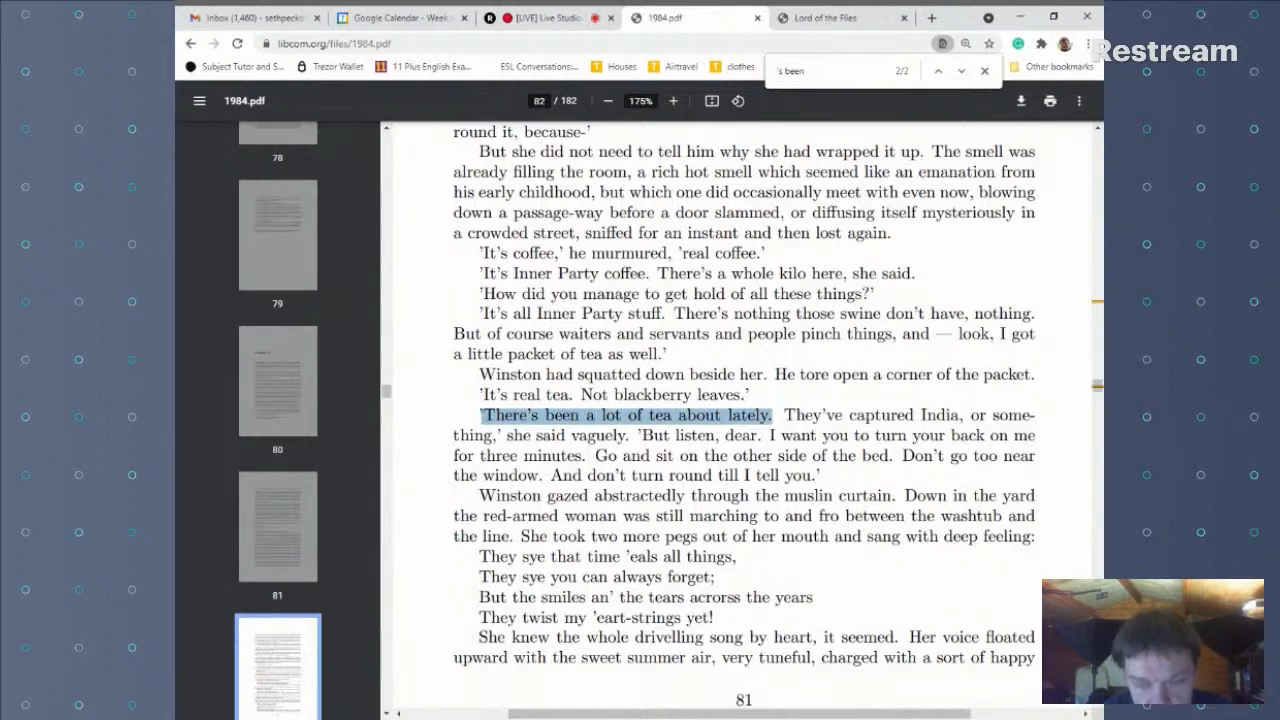 Inbox (1,460) - sethpecks
Google Calendar - Week
[LIVE] Live Studio
1984.pdf
Lord of the Flies
libcom.org/files/1984.pdf
Restream
Subject Tutor and S...
Trezor Wallet
11 Plus English Exa...
ESL Conversations:...
Houses
Airtravel
clothes
's been
2/2
Other bookmarks
1984.pdf
82 / 182
175%
78
79
80
81
round it, because-’
But she did not need to tell him why she had wrapped it up. The smell was
already filling the room, a rich hot smell which seemed like an emanation from
his early childhood, but which one did occasionally meet with even now, blowing
down a passage-way before a door slammed, or diffusing itself mysteriously in
a crowded street, sniffed for an instant and then lost again.
’It’s coffee,’ he murmured, ’real coffee.’
’It’s Inner Party coffee. There’s a whole kilo here, she said.
’How did you manage to get hold of all these things?’
’It’s all Inner Party stuff. There’s nothing those swine don’t have, nothing.
But of course waiters and servants and people pinch things, and — look, I got
a little packet of tea as well.’
Winston had squatted down beside her. He tore open a corner of the packet.
’It’s real tea. Not blackberry leaves.’
’There’s been a lot of tea about lately. They’ve captured India, or some-
thing,’ she said vaguely. ’But listen, dear. I want you to turn your back on me
for three minutes. Go and sit on the other side of the bed. Don’t go too near
the window. And don’t turn round till I tell you.’
Winston gazed abstractedly through the muslin curtain. Down in the yard
the red-armed woman was still marching to and fro between the washtub and
the line. She took two more pegs out of her mouth and sang with deep feeling:
They sye that time ’eals all things,
They sye you can always forget;
But the smiles an’ the tears acrorss the years
They twist my ’eart-strings yet!
She knew the whole drivelling song by heart, it seemed. Her voice floated
upward with the sweet summer air, very tuneful, charged with a sort of happy
81